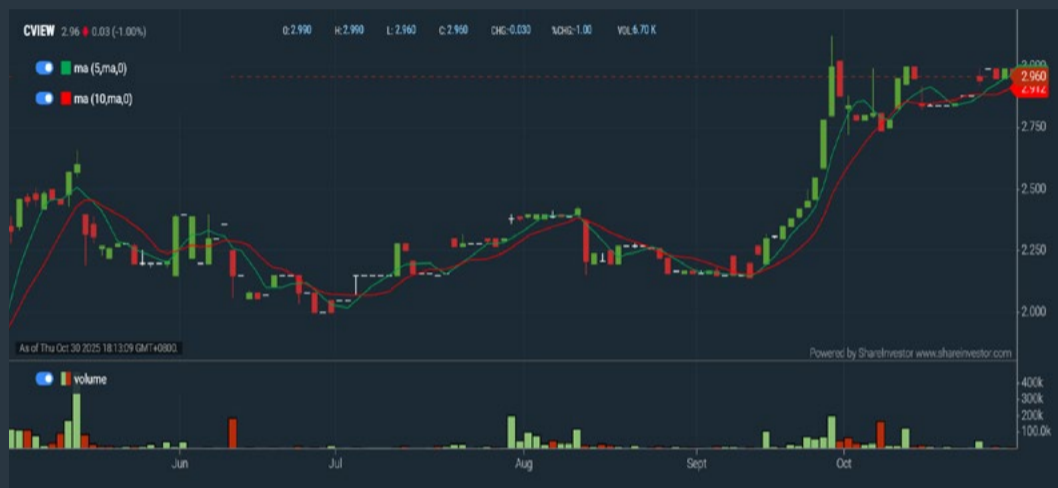 CVIEW 2.96 0.03 (-1.00%) O: 2.990 H: 2.990 L: 2.960 C: 2.960 CHG:-0.030 %CHG:-1.00 VOL:6.70 K
ma (5,ma,0)
ma (10,ma,0)
3.000
2.960
2.912
2.750
2.500
2.250
2.000
As of Thu Oct 30 2025 18:13:09 GMT+0800.
Powered by ShareInvestor www.shareinvestor.com
volume
400k
300k
200k
100.0k
Jun Jul Aug Sept Oct